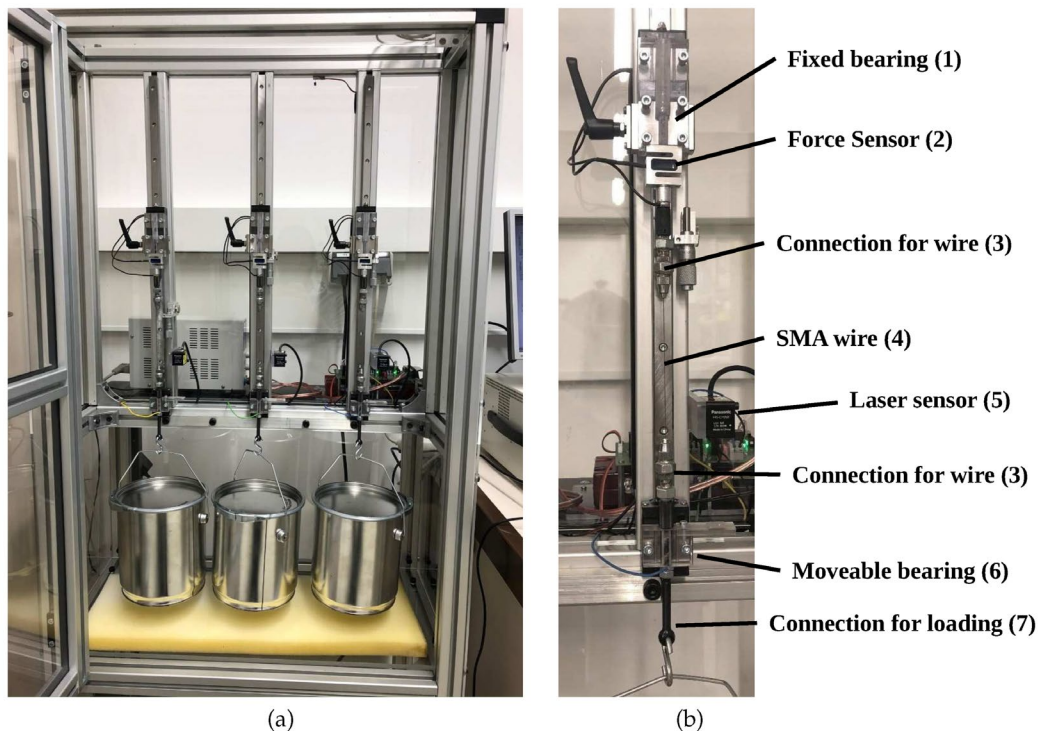 Fixed bearing (1)
Force Sensor (2)
Connection for wire (3)
SMA wire (4)
Laser sensor (5)
Panasonic
Connection for wire (3)
Moveable bearing (6)
Connection for loading (7)
(a)
(b)